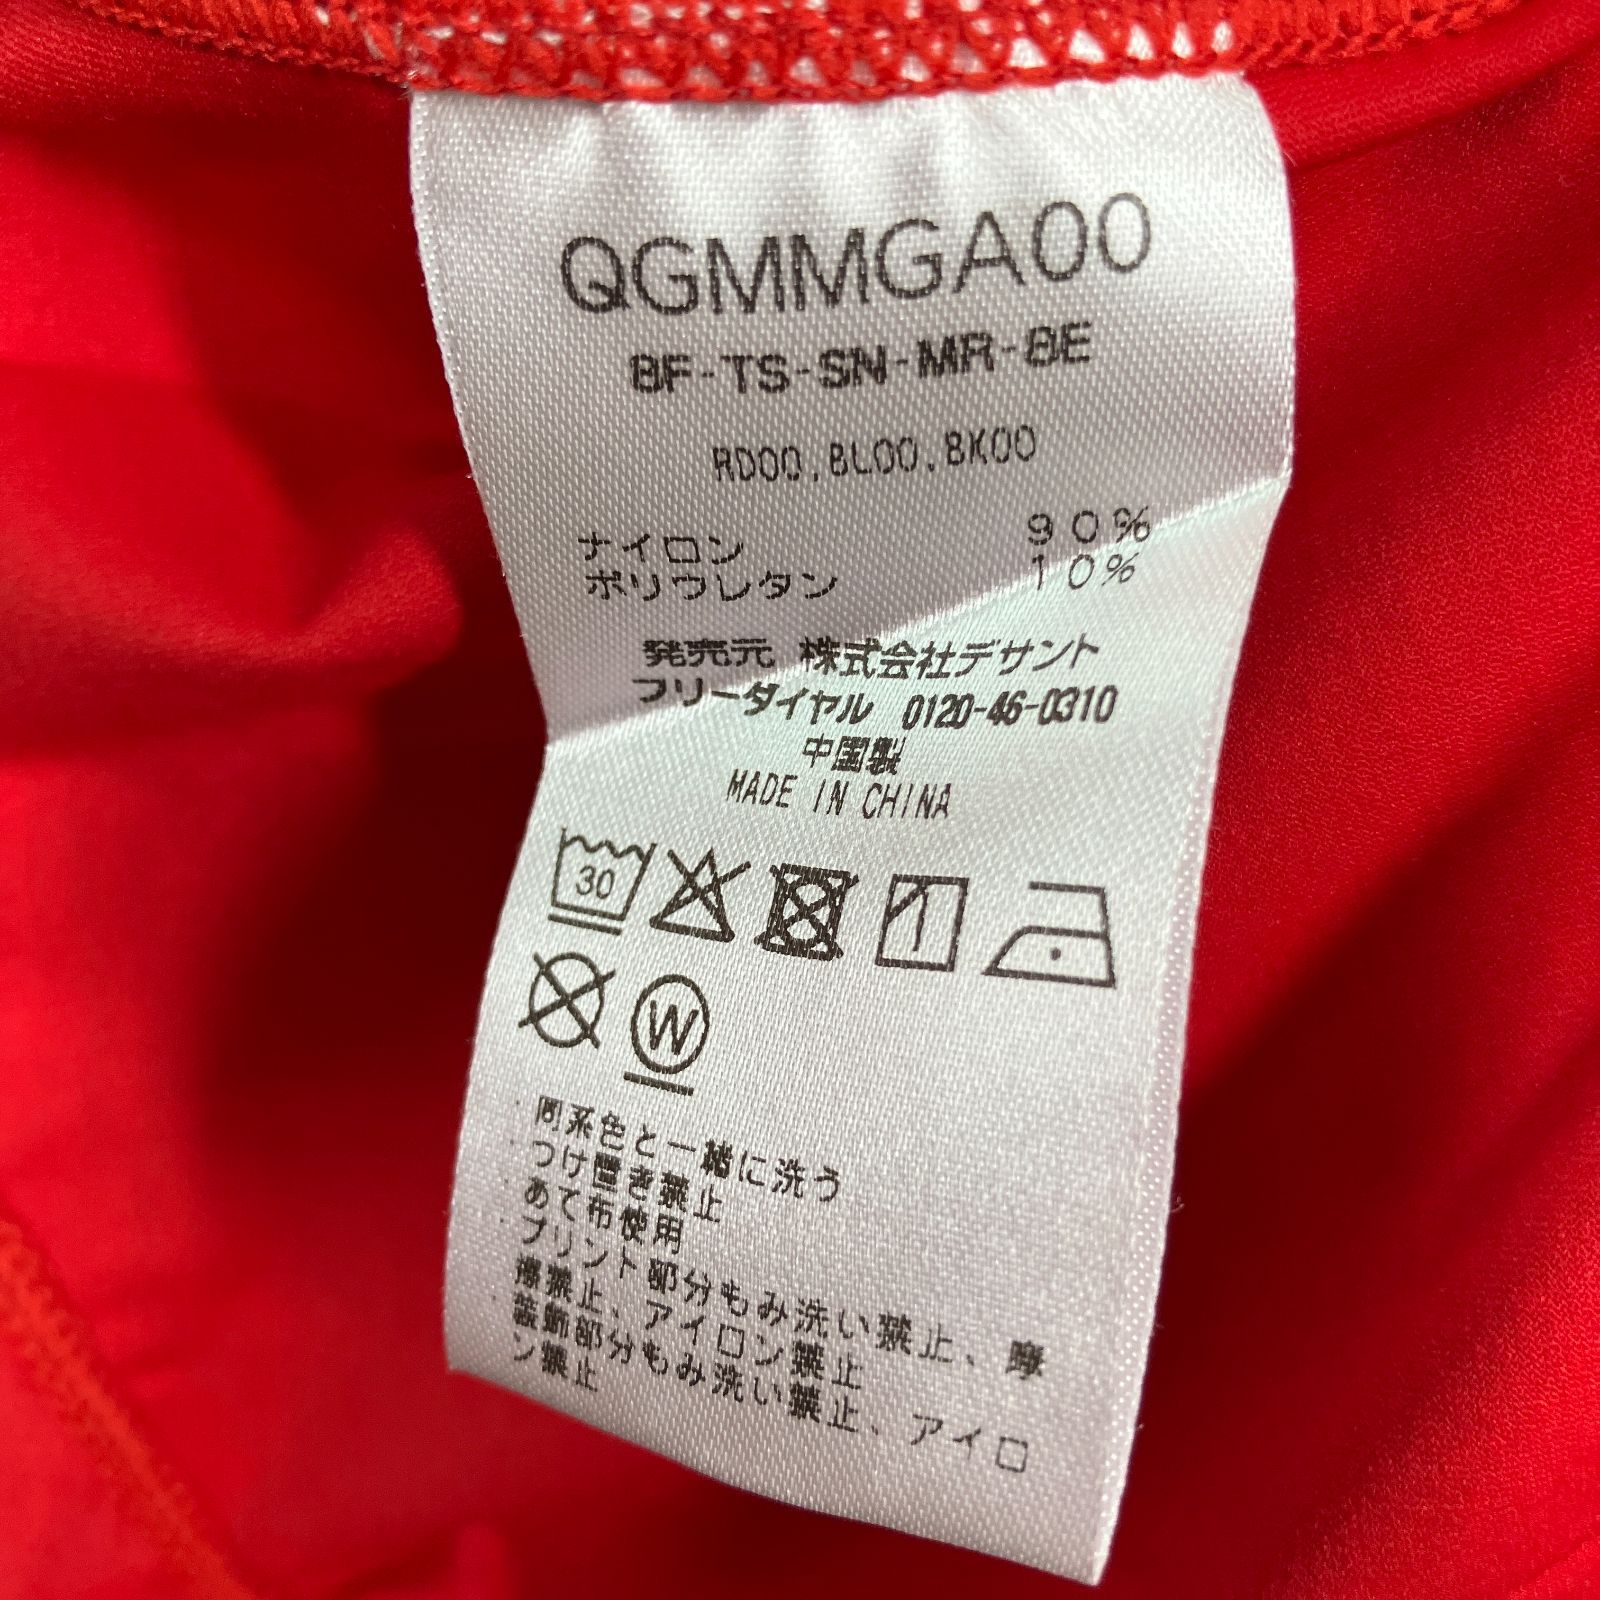 QGMMGA00
8F-TS-SN-MR-8E
RD00,BL00,BK00
ナイロン 90%
ポリウレタン 10%
発売元 株式会社デサント
フリーダイヤル 0120-46-0310
中国製
MADE IN CHINA
30
1
W
・同系色と一緒に洗う
・つけ置き禁止
・あて布使用
・プリント部分もみ洗い禁止、摩
擦禁止、アイロン禁止
・装飾部分もみ洗い禁止、アイロ
ン禁止